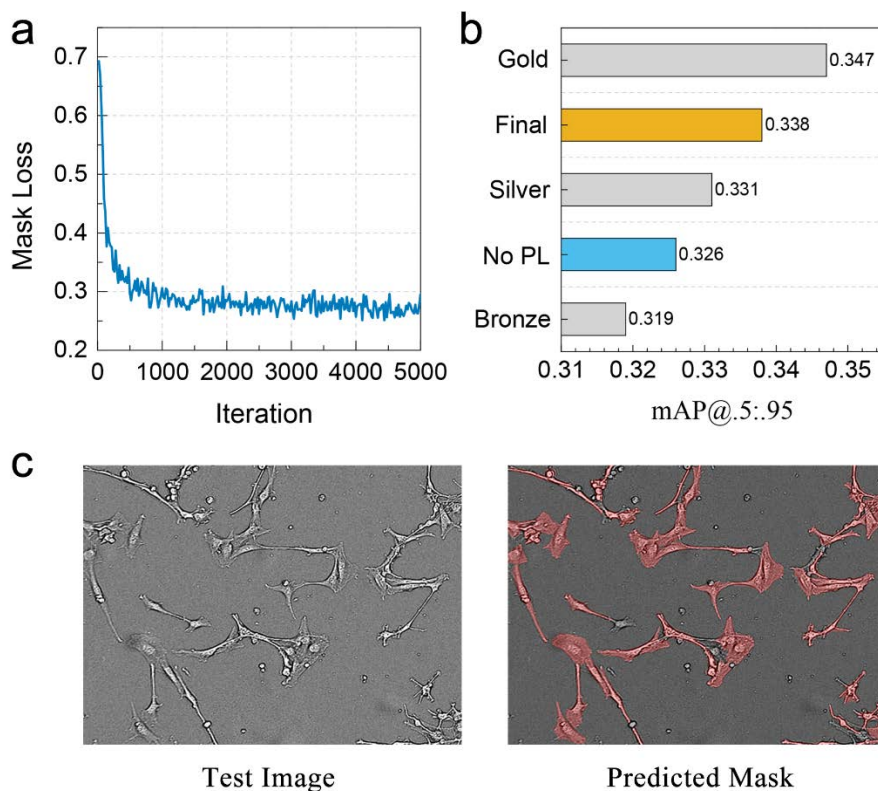 a
0.7
0.6
0.5
0.4
0.3
0.2
Mask Loss
0 1000 2000 3000 4000 5000
Iteration
b
Gold 0.347
Final 0.338
Silver 0.331
No PL 0.326
Bronze 0.319
0.31 0.32 0.33 0.34 0.35
mAP@.5:.95
c
Test Image Predicted Mask